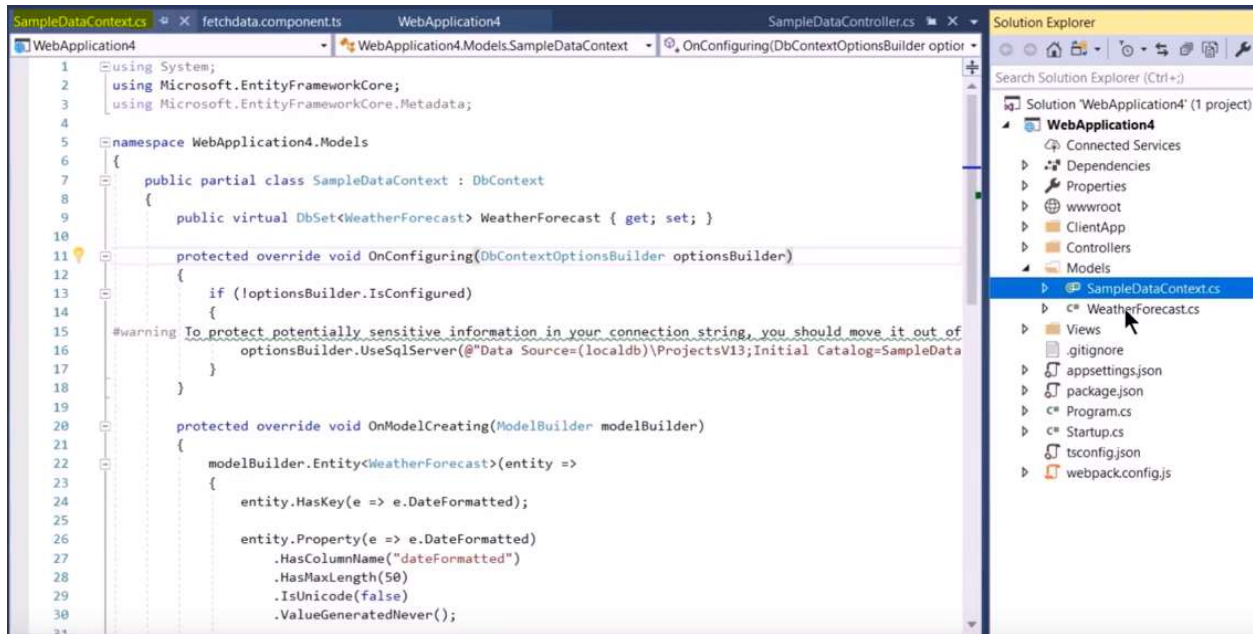 SampleDataContext.cs fetchdata.component.ts WebApplication4 SampleDataController.cs
WebApplication4 WebApplication4.Models.SampleDataContext OnConfiguring(DbContextOptionsBuilder option
1 using System;
2 using Microsoft.EntityFrameworkCore;
3 using Microsoft.EntityFrameworkCore.Metadata;
4
5 namespace WebApplication4.Models
6 {
7 public partial class SampleDataContext : DbContext
8 {
9 public virtual DbSet<WeatherForecast> WeatherForecast { get; set; }
10
11 protected override void OnConfiguring(DbContextOptionsBuilder optionsBuilder)
12 {
13 if (!optionsBuilder.IsConfigured)
14 {
15 #warning To protect potentially sensitive information in your connection string, you should move it out of
16 optionsBuilder.UseSqlServer(@"Data Source=(localdb)\ProjectsV13;Initial Catalog=SampleData
17 }
18 }
19
20 protected override void OnModelCreating(ModelBuilder modelBuilder)
21 {
22 modelBuilder.Entity<WeatherForecast>(entity =>
23 {
24 entity.HasKey(e => e.DateFormatted);
25
26 entity.Property(e => e.DateFormatted)
27 .HasColumnName("dateFormatted")
28 .HasMaxLength(50)
29 .IsUnicode(false)
30 .ValueGeneratedNever();
31
Solution Explorer
Search Solution Explorer (Ctrl+;)
Solution 'WebApplication4' (1 project)
WebApplication4
Connected Services
Dependencies
Properties
wwwroot
ClientApp
Controllers
Models
SampleDataContext.cs
C# WeatherForecast.cs
Views
.gitignore
appsettings.json
package.json
C# Program.cs
C# Startup.cs
tsconfig.json
webpack.config.js